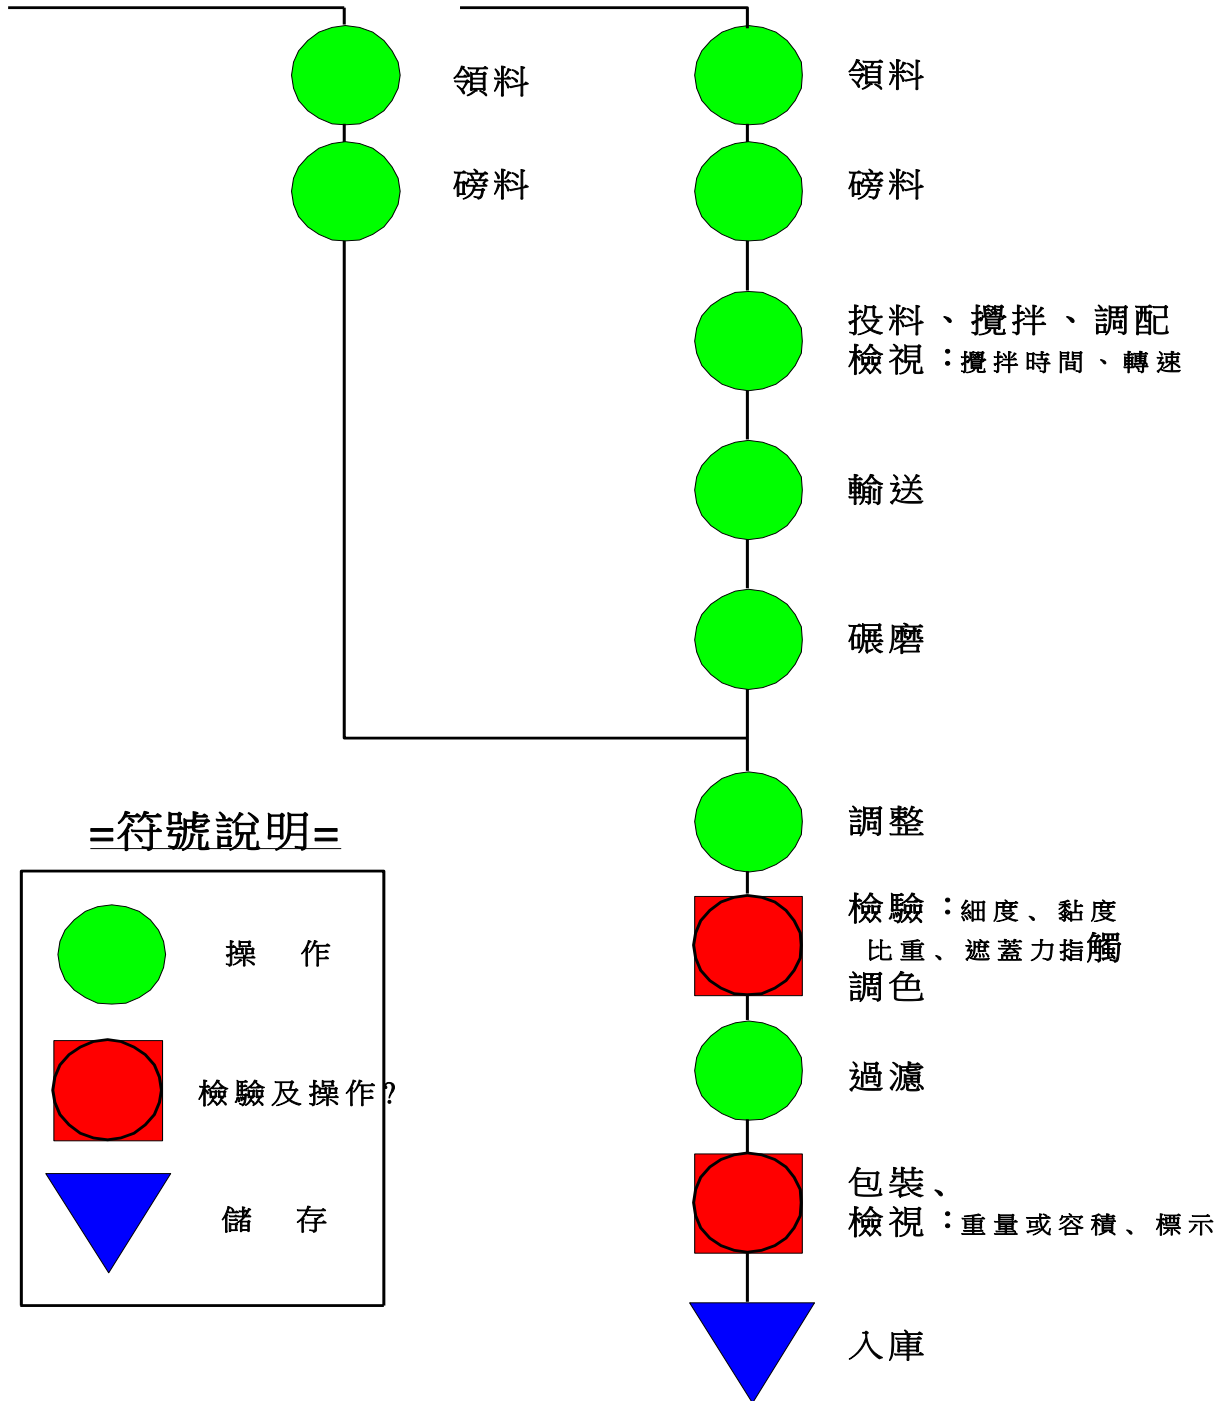 領料
領料
磅料
磅料
投料、攪拌、調配
檢視：攪拌時間、轉速
輸送
碾磨
調整
檢驗：細度、黏度
比重、遮蓋力指觸
調色
過濾
包裝、
檢視：重量或容積、標示
入庫
=符號說明=
操 作
檢驗及操作?
儲 存